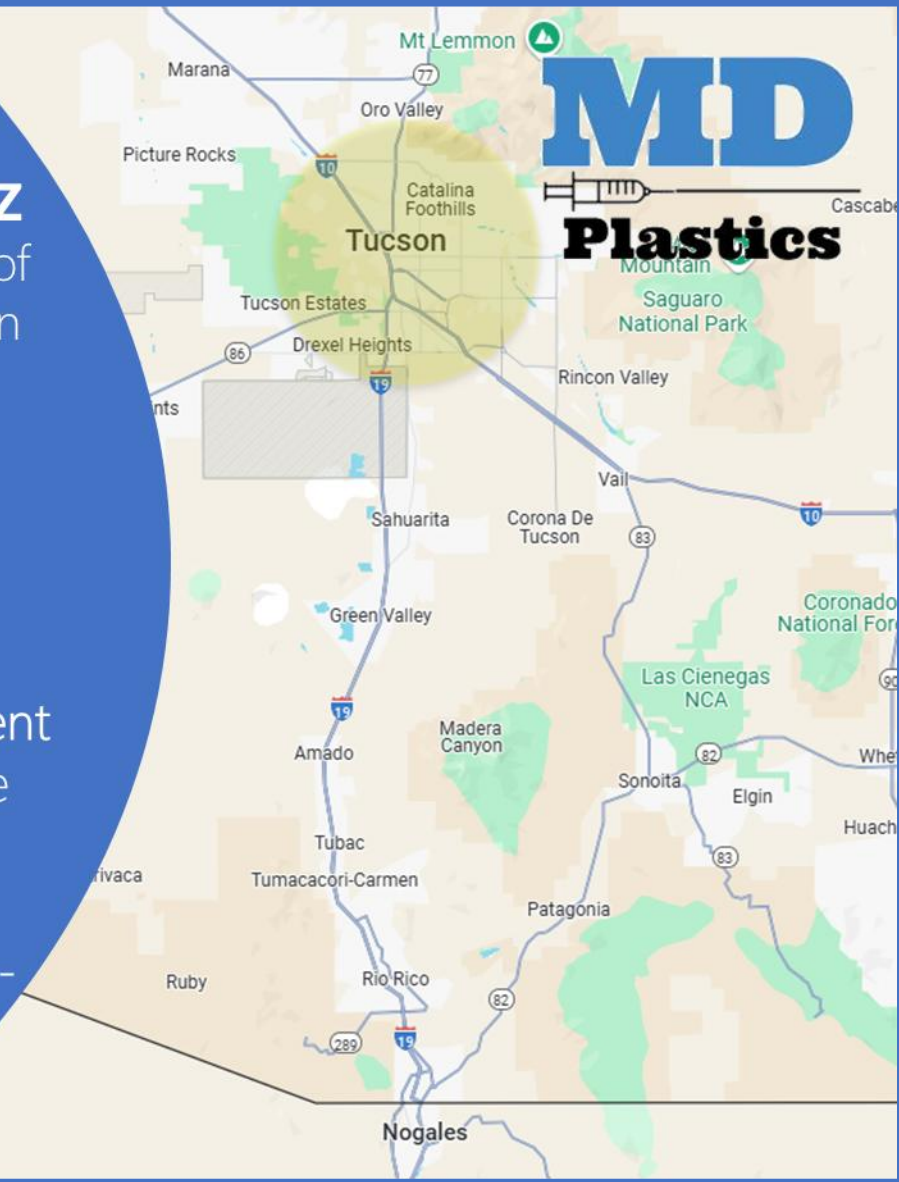 Mt Lemmon
MD
Plastics
Marana
77
Oro Valley
Picture Rocks
10
Catalina
Foothills
Tucson
Cascabe
z
of
n
Mountain
Saguaro
National Park
Tucson Estates
Drexel Heights
86
19
Rincon Valley
nts
Vail
10
Sahuarita
Corona De
Tucson
83
Green Valley
Coronado
National For
Las Cienegas
NCA
90
19
ent
e
Madera
Canyon
Amado
82
Whe
Sonoita
Elgin
Huach
Tubac
83
rivaca
Tumacacori-Carmen
Patagonia
–
Ruby
Rio Rico
82
289
19
Nogales